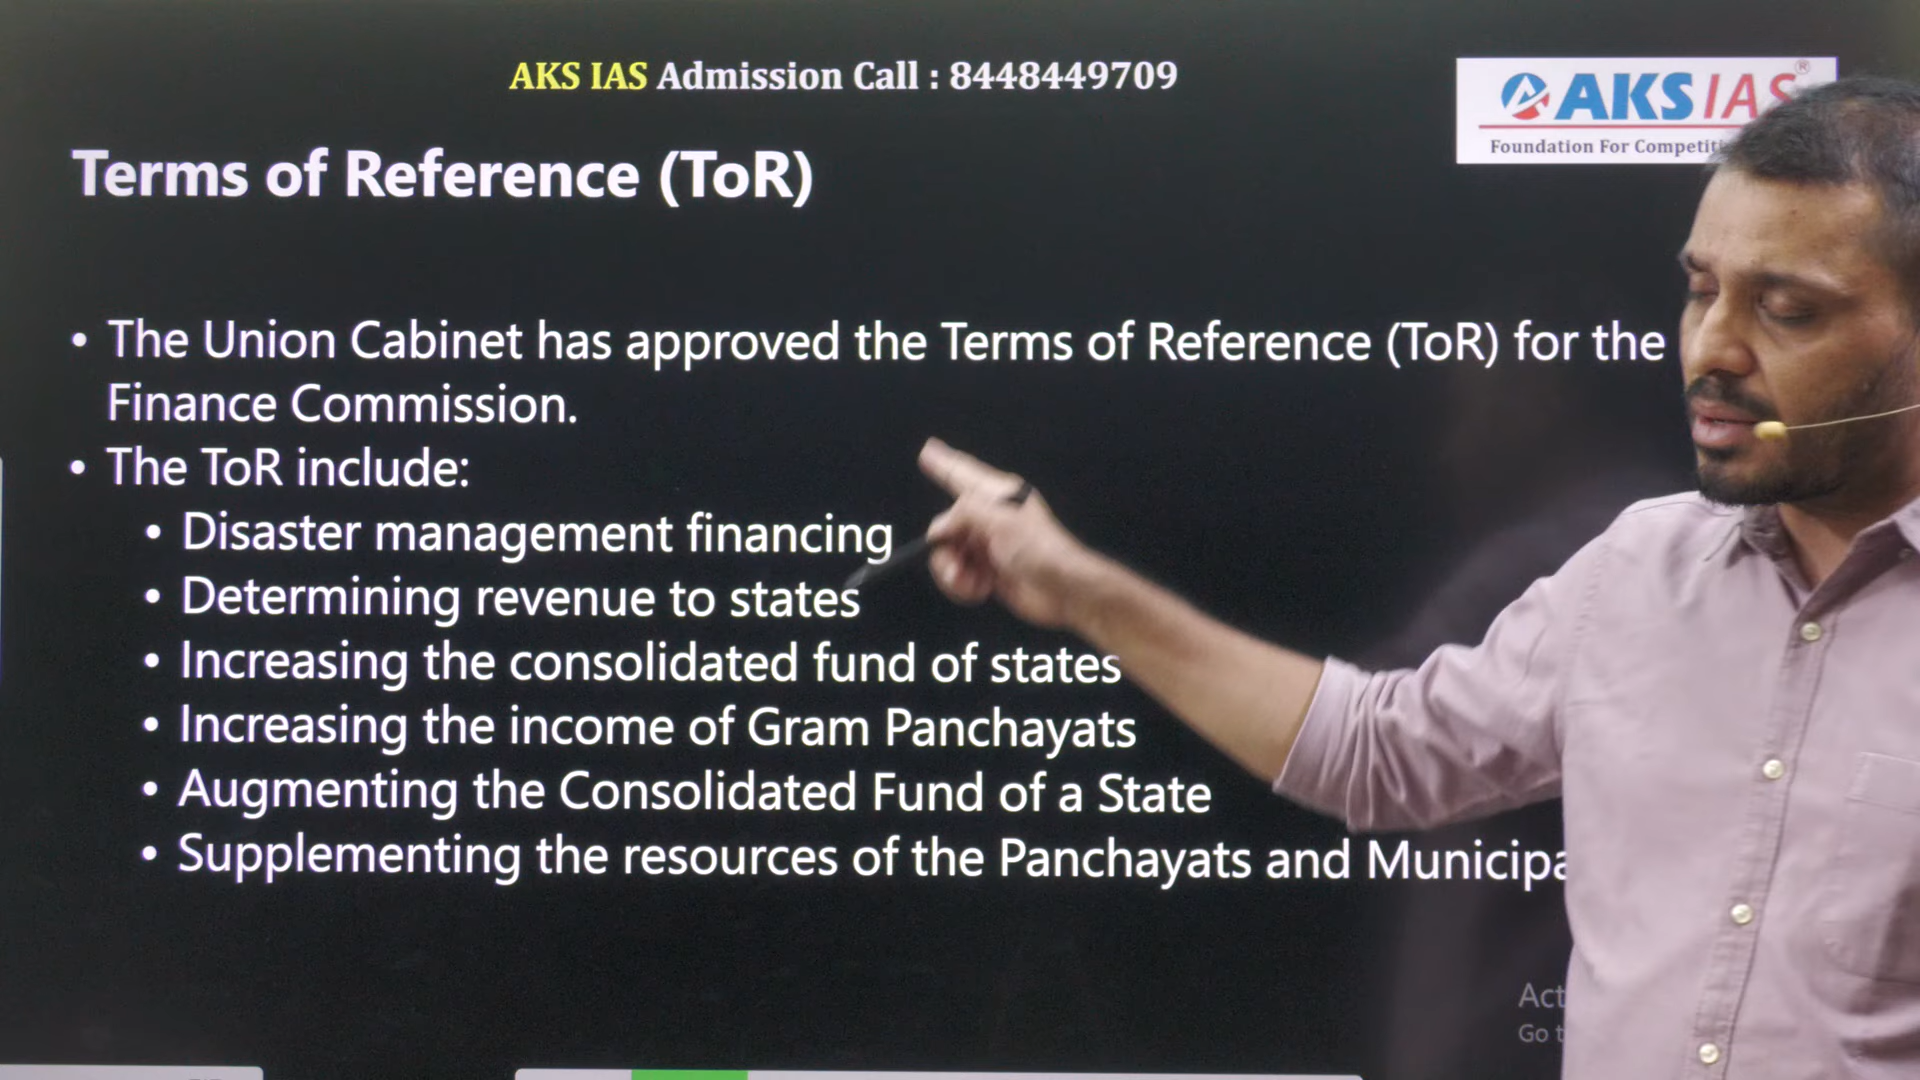 AKS IAS Admission Call : 8448449709
AKS IAS®
Foundation For
Terms of Reference (ToR)
• The Union Cabinet has approved the Terms of Reference (ToR) for the
Finance Commission.
• The ToR include:
• Disaster management financing
• Determining revenue to states
• Increasing the consolidated fund of states
• Increasing the income of Gram Panchayats
• Augmenting the Consolidated Fund of a State
• Supplementing the resources of the Panchayats and
Go